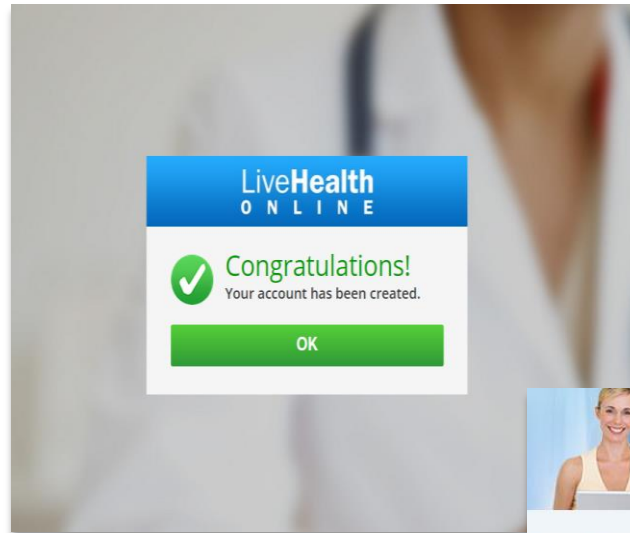 LiveHealth
ONLINE
Congratulations!
Your account has been created.
OK